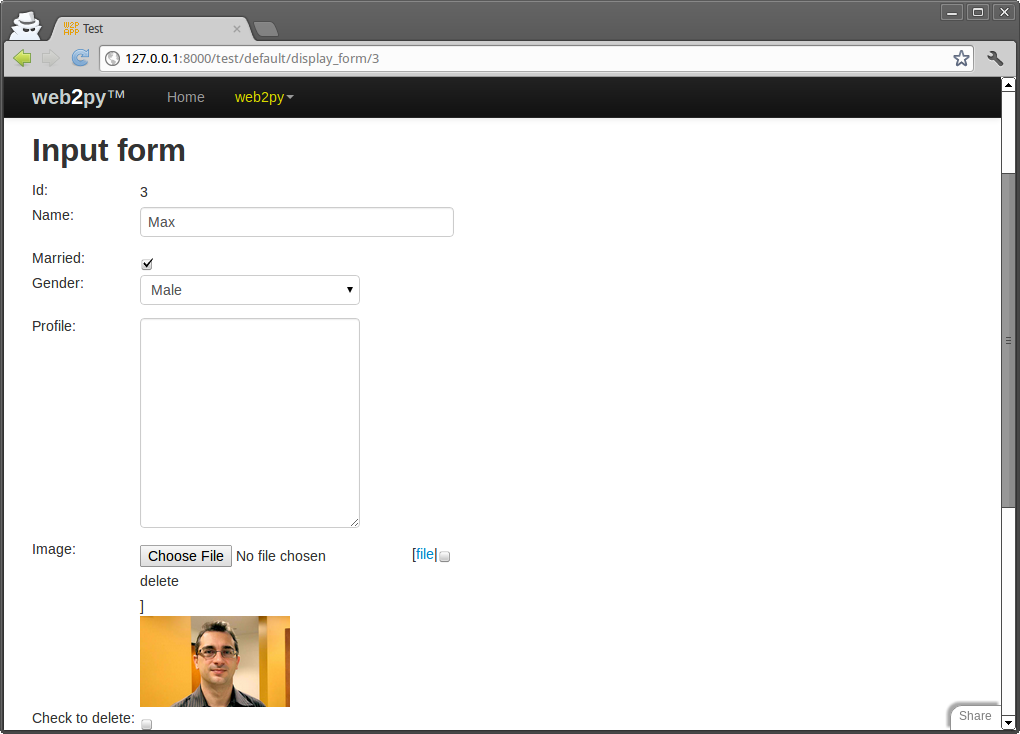 W2P APP Test
127.0.0.1:8000/test/default/display_form/3
web2py™ Home web2py
Input form
Id: 3
Name: Max
Married:
Gender: Male
Profile:
Image: Choose File No file chosen [file|
delete
]
Check to delete:
Share